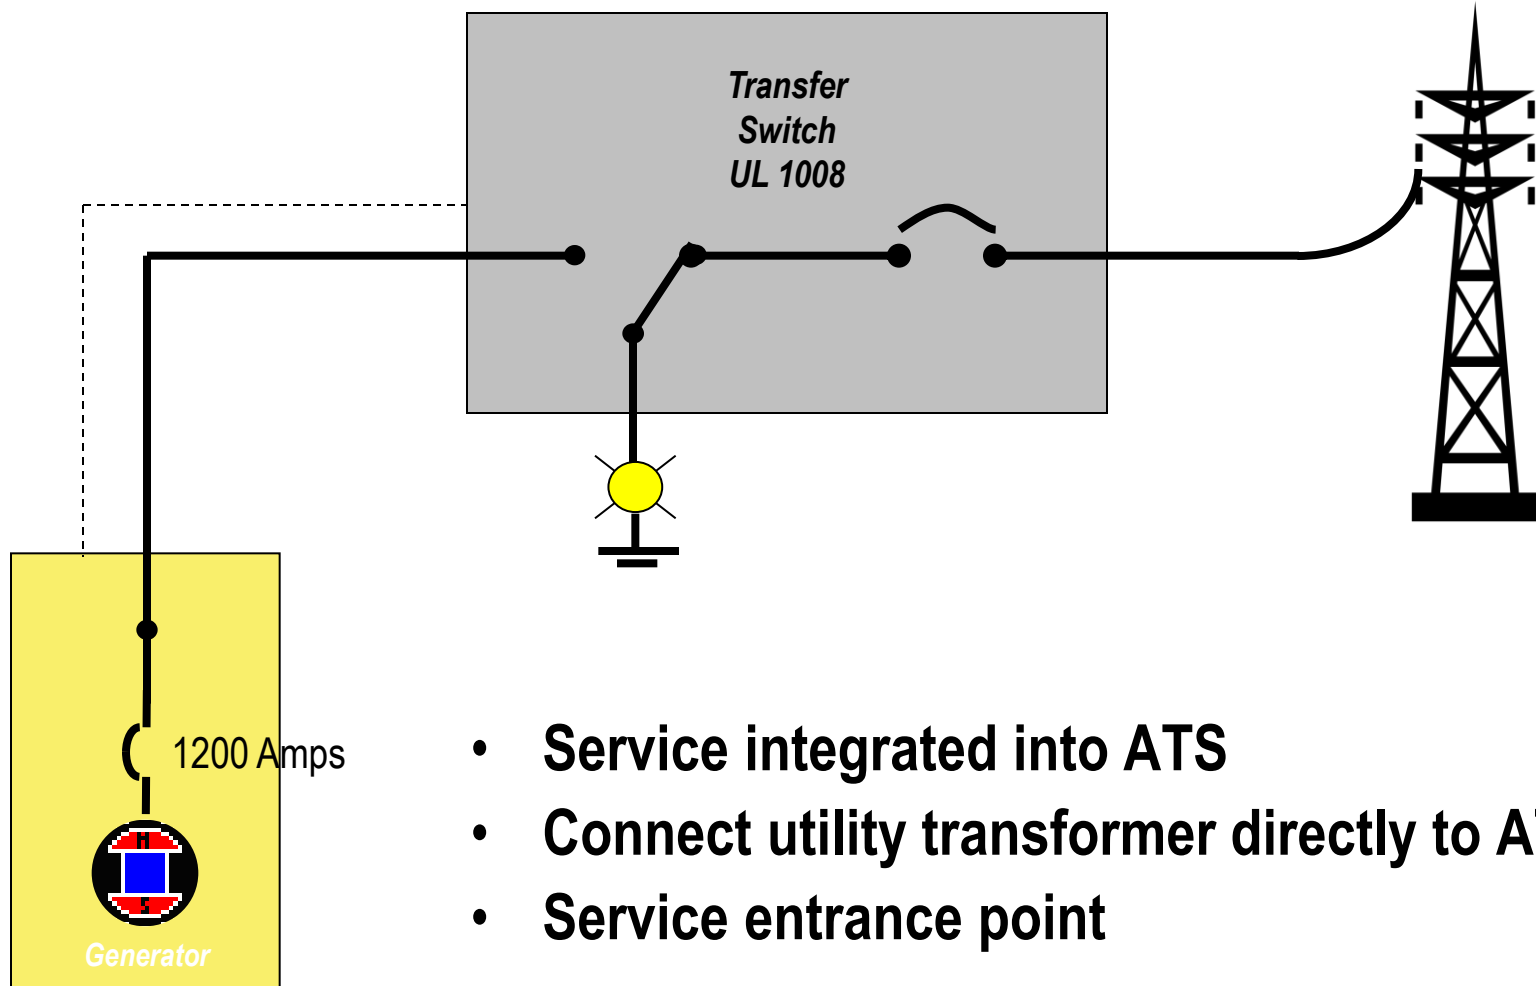 Transfer
Switch
UL 1008
1200 Amps
N
S
Generator
• Service integrated into ATS
• Connect utility transformer directly to A
• Service entrance point